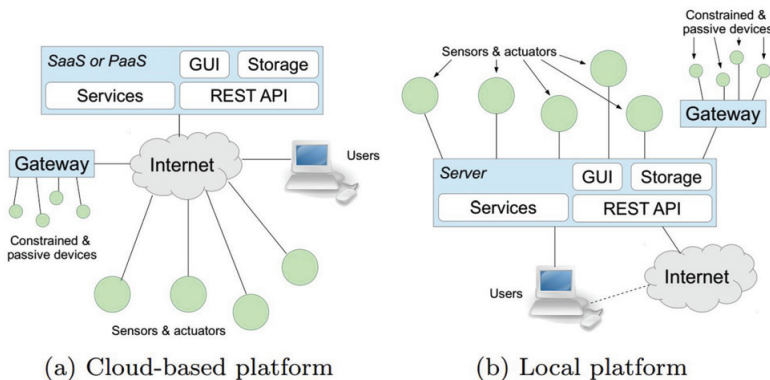 SaaS or PaaS
GUI
Storage
Services
REST API
Gateway
Internet
Users
Constrained &
passive devices
Sensors & actuators
(a) Cloud-based platform
Sensors & actuators
Constrained &
passive devices
Gateway
Server
GUI
Storage
Services
REST API
Users
Internet
(b) Local platform